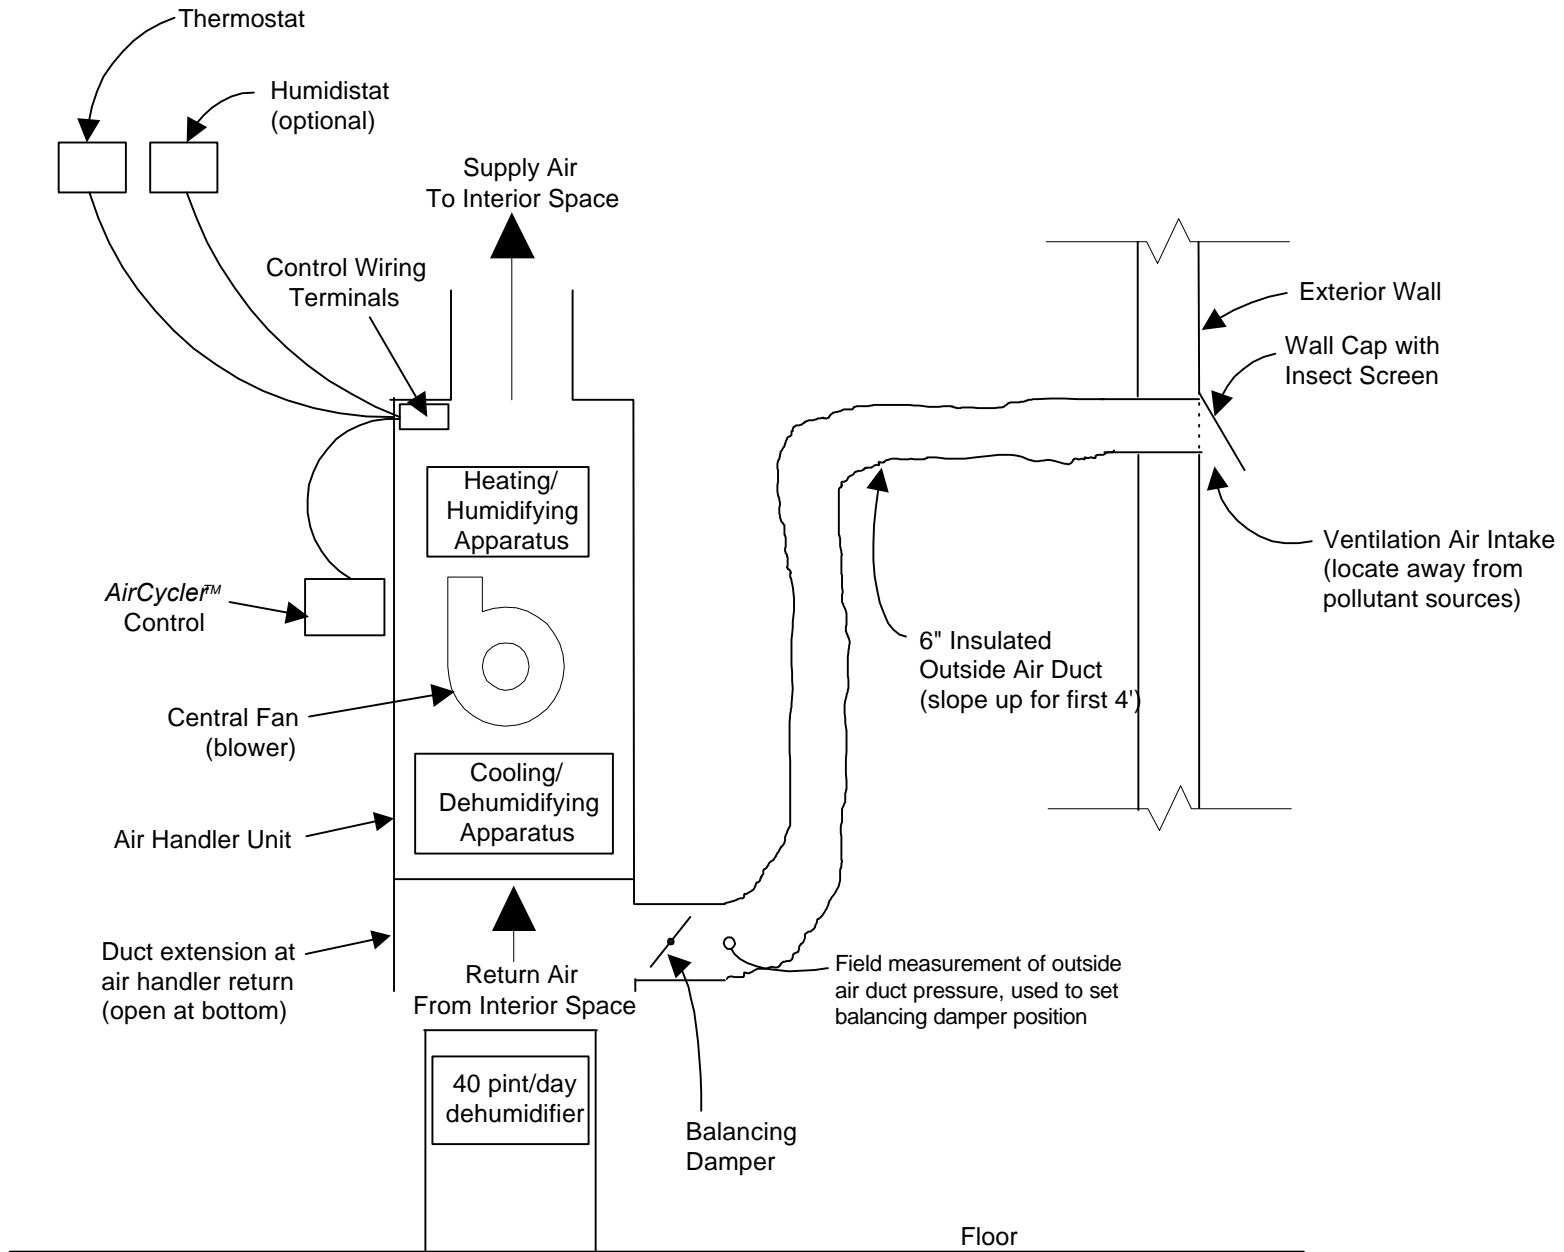 Thermostat
Humidistat
(optional)
Supply Air
To Interior Space
Control Wiring
Terminals
Exterior Wall
Wall Cap with
Insect Screen
Heating/
Humidifying
Apparatus
Ventilation Air Intake
(locate away from
pollutant sources)
AirCycler™
Control
6" Insulated
Outside Air Duct
(slope up for first 4')
Central Fan
(blower)
Cooling/
Dehumidifying
Apparatus
Air Handler Unit
Duct extension at
air handler return
(open at bottom)
Return Air
From Interior Space
Field measurement of outside
air duct pressure, used to set
balancing damper position
40 pint/day
dehumidifier
Balancing
Damper
Floor